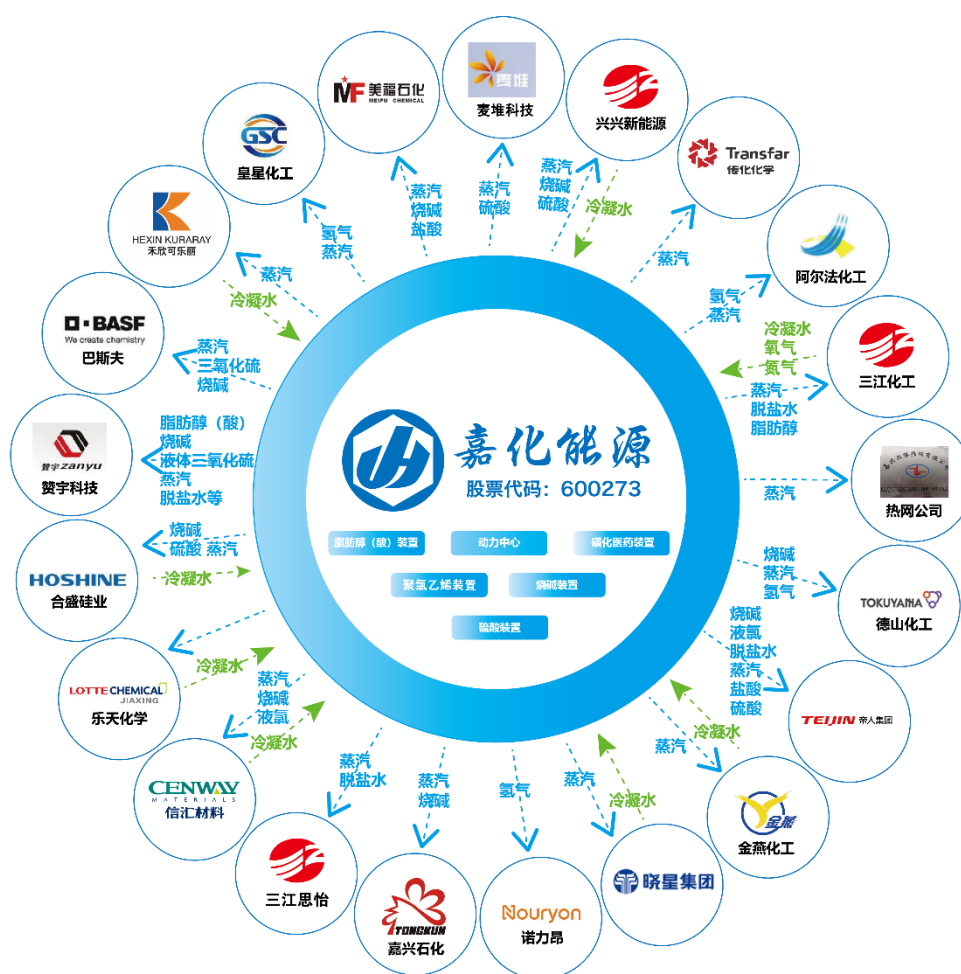 麦堆
麦堆科技
蒸汽
硫酸
兴兴新能源
蒸汽
烧碱
硫酸
冷凝水
Transfar
传化化学
蒸汽
阿尔法化工
氢气
蒸汽
三江化工
冷凝水
氧气
氮气
蒸汽
脱盐水
脂肪醇
热网公司
蒸汽
TOKUYAMA
德山化工
烧碱
蒸汽
氢气
TEIJIN 帝人集团
烧碱
液氯
脱盐水
蒸汽
盐酸
硫酸
金燕
金燕化工
蒸汽
冷凝水
晓星集团
蒸汽
冷凝水
Nouryon
诺力昂
氢气
TONGKUN
嘉兴石化
蒸汽
烧碱
三江思怡
蒸汽
脱盐水
CENWAY
MATERIALS
信汇材料
蒸汽
烧碱
液氯
冷凝水
LOTTE CHEMICAL
JIAXING
乐天化学
冷凝水
HOSHINE
合盛硅业
烧碱
硫酸 蒸汽
冷凝水
赞宇 zanyu
赞宇科技
脂肪醇（酸）
烧碱
液体三氧化硫
蒸汽
脱盐水等
BASF
We create chemistry
巴斯夫
蒸汽
三氧化硫
烧碱
HEXIN KURARAY
禾欣可乐丽
蒸汽
冷凝水
GSC
皇星化工
氢气
蒸汽
MF 美福石化
MEIFU CHEMICAL
蒸汽
烧碱
盐酸
嘉化能源
股票代码：600273
脂肪醇（酸）装置
动力中心
磺化医药装置
聚氯乙烯装置
烧碱装置
硫酸装置